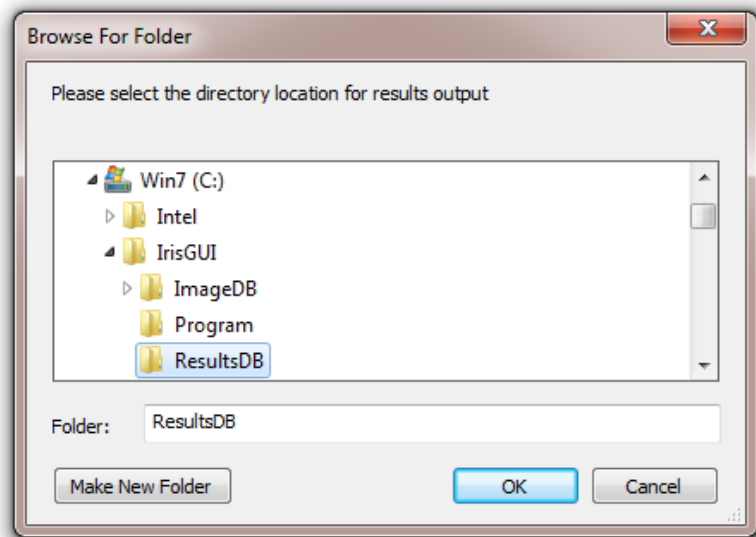 Browse For Folder
Please select the directory location for results output
Win7 (C:)
Intel
IrisGUI
ImageDB
Program
ResultsDB
Folder: ResultsDB
Make New Folder OK Cancel